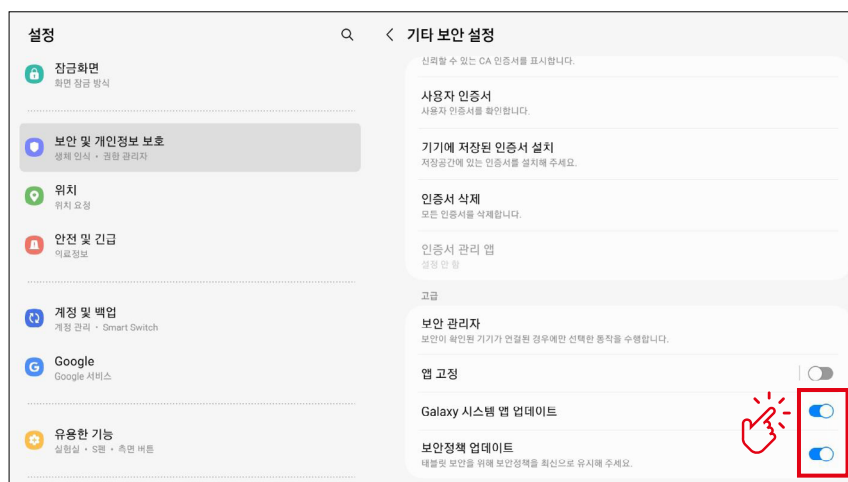 설정
잠금화면
화면 잠금 방식
보안 및 개인정보 보호
생체 인식 • 권한 관리자
위치
위치 요청
안전 및 긴급
의료정보
계정 및 백업
계정 관리 • Smart Switch
Google
Google 서비스
유용한 기능
실험실 • S펜 • 측면 버튼
기타 보안 설정
신뢰할 수 있는 CA 인증서를 표시합니다.
사용자 인증서
사용자 인증서를 확인합니다.
기기에 저장된 인증서 설치
저장공간에 있는 인증서를 설치해 주세요.
인증서 삭제
모든 인증서를 삭제합니다.
인증서 관리 앱
설정 안 함
고급
보안 관리자
보안이 확인된 기기가 연결된 경우에만 선택한 동작을 수행합니다.
앱 고정
Galaxy 시스템 앱 업데이트
보안정책 업데이트
태블릿 보안을 위해 보안정책을 최신으로 유지해 주세요.